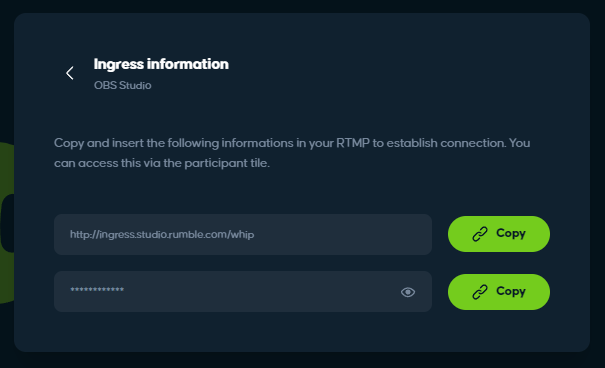 Ingress information
OBS Studio
Copy and insert the following informations in your RTMP to establish connection. You
can access this via the participant tile.
http://ingress.studio.rumble.com/whip
Copy
************
Copy